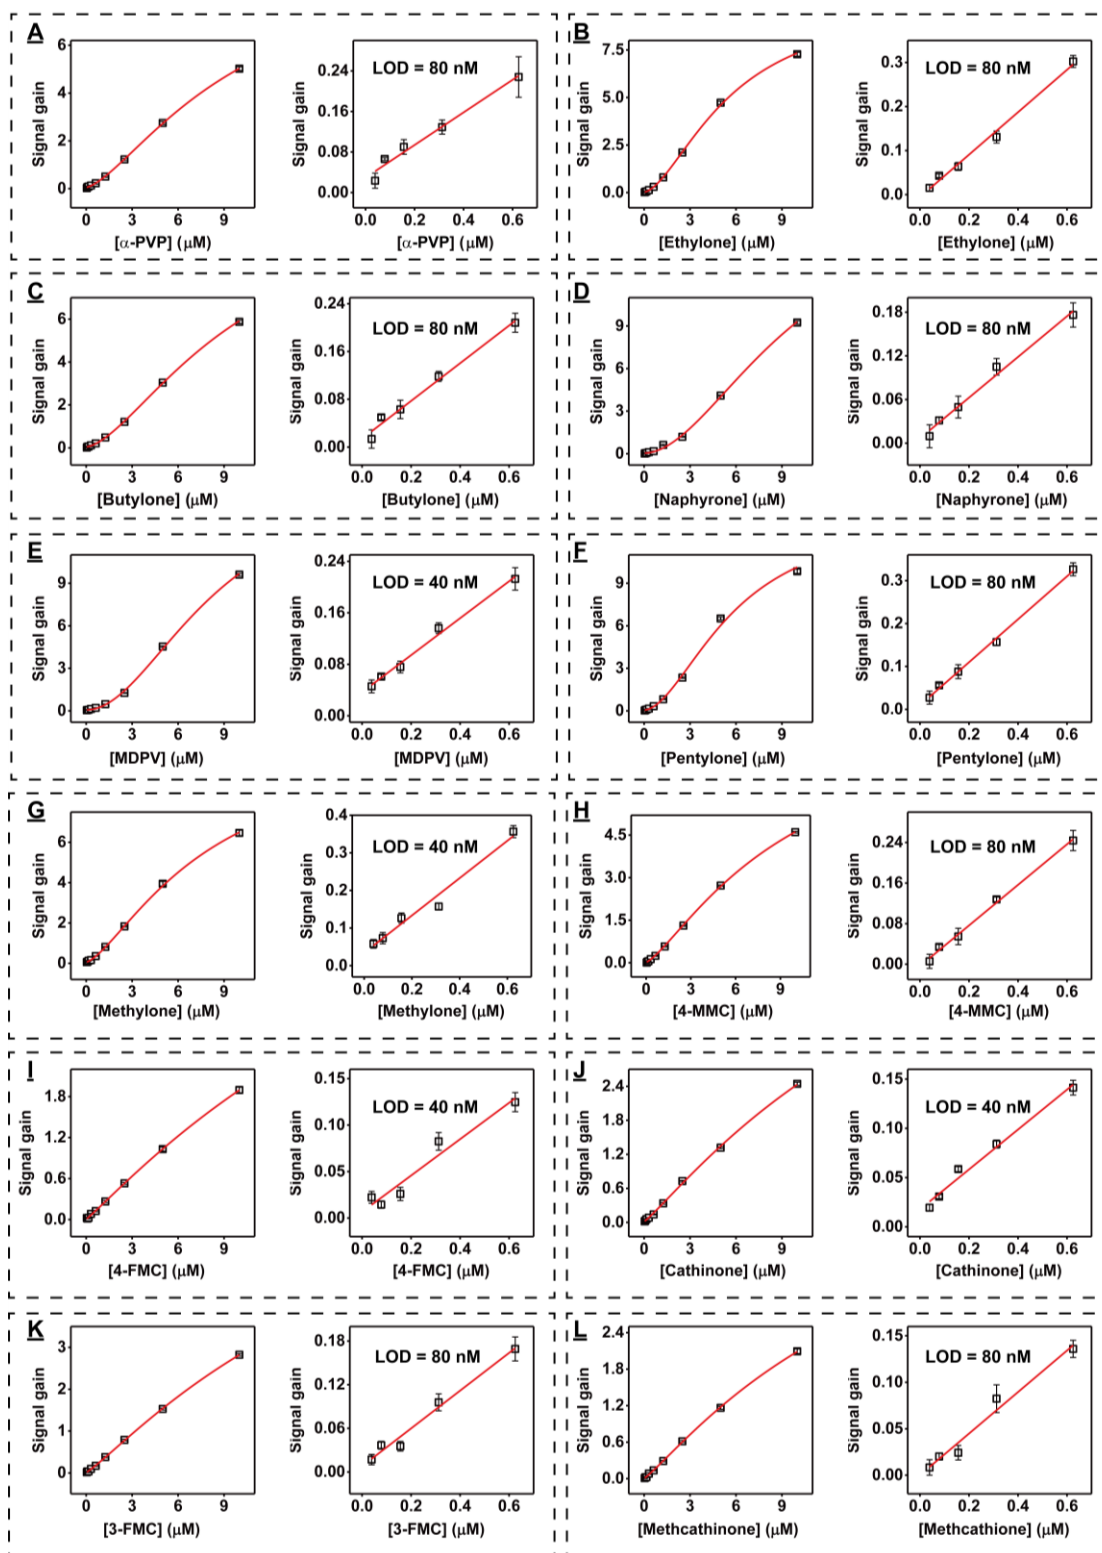 A
B
6
4
2
0
Signal gain
0 3 6 9
[α-PVP] (μM)
LOD = 80 nM
0.24
0.16
0.08
0.00
Signal gain
0.0 0.2 0.4 0.6
[α-PVP] (μM)
7.5
5.0
2.5
0.0
Signal gain
0 3 6 9
[Ethylone] (μM)
LOD = 80 nM
0.3
0.2
0.1
0.0
Signal gain
0.0 0.2 0.4 0.6
[Ethylone] (μM)
C
D
6
4
2
0
Signal gain
0 3 6 9
[Butylone] (μM)
LOD = 80 nM
0.24
0.16
0.08
0.00
Signal gain
0.0 0.2 0.4 0.6
[Butylone] (μM)
9
6
3
0
Signal gain
0 3 6 9
[Naphyrone] (μM)
LOD = 80 nM
0.18
0.12
0.06
0.00
Signal gain
0.0 0.2 0.4 0.6
[Naphyrone] (μM)
E
F
9
6
3
0
Signal gain
0 3 6 9
[MDPV] (μM)
LOD = 40 nM
0.24
0.16
0.08
0.00
Signal gain
0.0 0.2 0.4 0.6
[MDPV] (μM)
9
6
3
0
Signal gain
0 3 6 9
[Pentylone] (μM)
LOD = 80 nM
0.3
0.2
0.1
0.0
Signal gain
0.0 0.2 0.4 0.6
[Pentylone] (μM)
G
H
6
4
2
0
Signal gain
0 3 6 9
[Methylone] (μM)
LOD = 40 nM
0.4
0.3
0.2
0.1
0.0
Signal gain
0.0 0.2 0.4 0.6
[Methylone] (μM)
4.5
3.0
1.5
0.0
Signal gain
0 3 6 9
[4-MMC] (μM)
LOD = 80 nM
0.24
0.16
0.08
0.00
Signal gain
0.0 0.2 0.4 0.6
[4-MMC] (μM)
I
J
1.8
1.2
0.6
0.0
Signal gain
0 3 6 9
[4-FMC] (μM)
LOD = 40 nM
0.15
0.10
0.05
0.00
Signal gain
0.0 0.2 0.4 0.6
[4-FMC] (μM)
2.4
1.8
1.2
0.6
0.0
Signal gain
0 3 6 9
[Cathinone] (μM)
LOD = 40 nM
0.15
0.10
0.05
0.00
Signal gain
0.0 0.2 0.4 0.6
[Cathinone] (μM)
K
L
3
2
1
0
Signal gain
0 3 6 9
[3-FMC] (μM)
LOD = 80 nM
0.18
0.12
0.06
0.00
Signal gain
0.0 0.2 0.4 0.6
[3-FMC] (μM)
2.4
1.8
1.2
0.6
0.0
Signal gain
0 3 6 9
[Methcathinone] (μM)
LOD = 80 nM
0.15
0.10
0.05
0.00
Signal gain
0.0 0.2 0.4 0.6
[Methcathione] (μM)